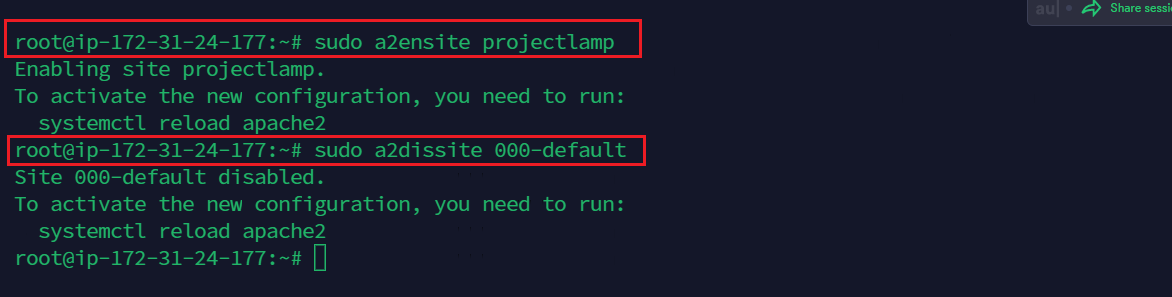 au
Share sessi
root@ip-172-31-24-177:~# sudo a2ensite projectlamp
Enabling site projectlamp.
To activate the new configuration, you need to run:
  systemctl reload apache2
root@ip-172-31-24-177:~# sudo a2dissite 000-default
Site 000-default disabled.
To activate the new configuration, you need to run:
  systemctl reload apache2
root@ip-172-31-24-177:~#